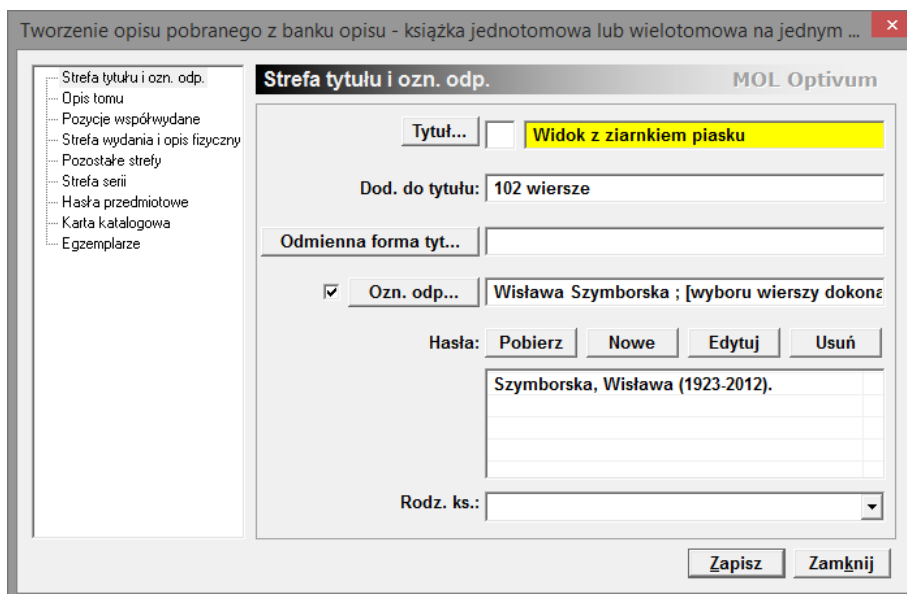 Tworzenie opisu pobranego z banku opisu - książka jednotomowa lub wielotomowa na jednym ...
Strefa tytułu i ozn. odp.
Opis tomu
Pozycje współwydane
Strefa wydania i opis fizyczny
Pozostałe strefy
Strefa serii
Hasła przedmiotowe
Karta katalogowa
Egzemplarze
Strefa tytułu i ozn. odp. MOL Optivum
Tytuł... Widok z ziarnkiem piasku
Dod. do tytułu: 102 wiersze
Odmienna forma tyt...
Ozn. odp... Wisława Szymborska ; [wyboru wierszy dokona
Hasła: Pobierz Nowe Edytuj Usuń
Szymborska, Wisława (1923-2012).
Rodz. ks.:
Zapisz Zamknij